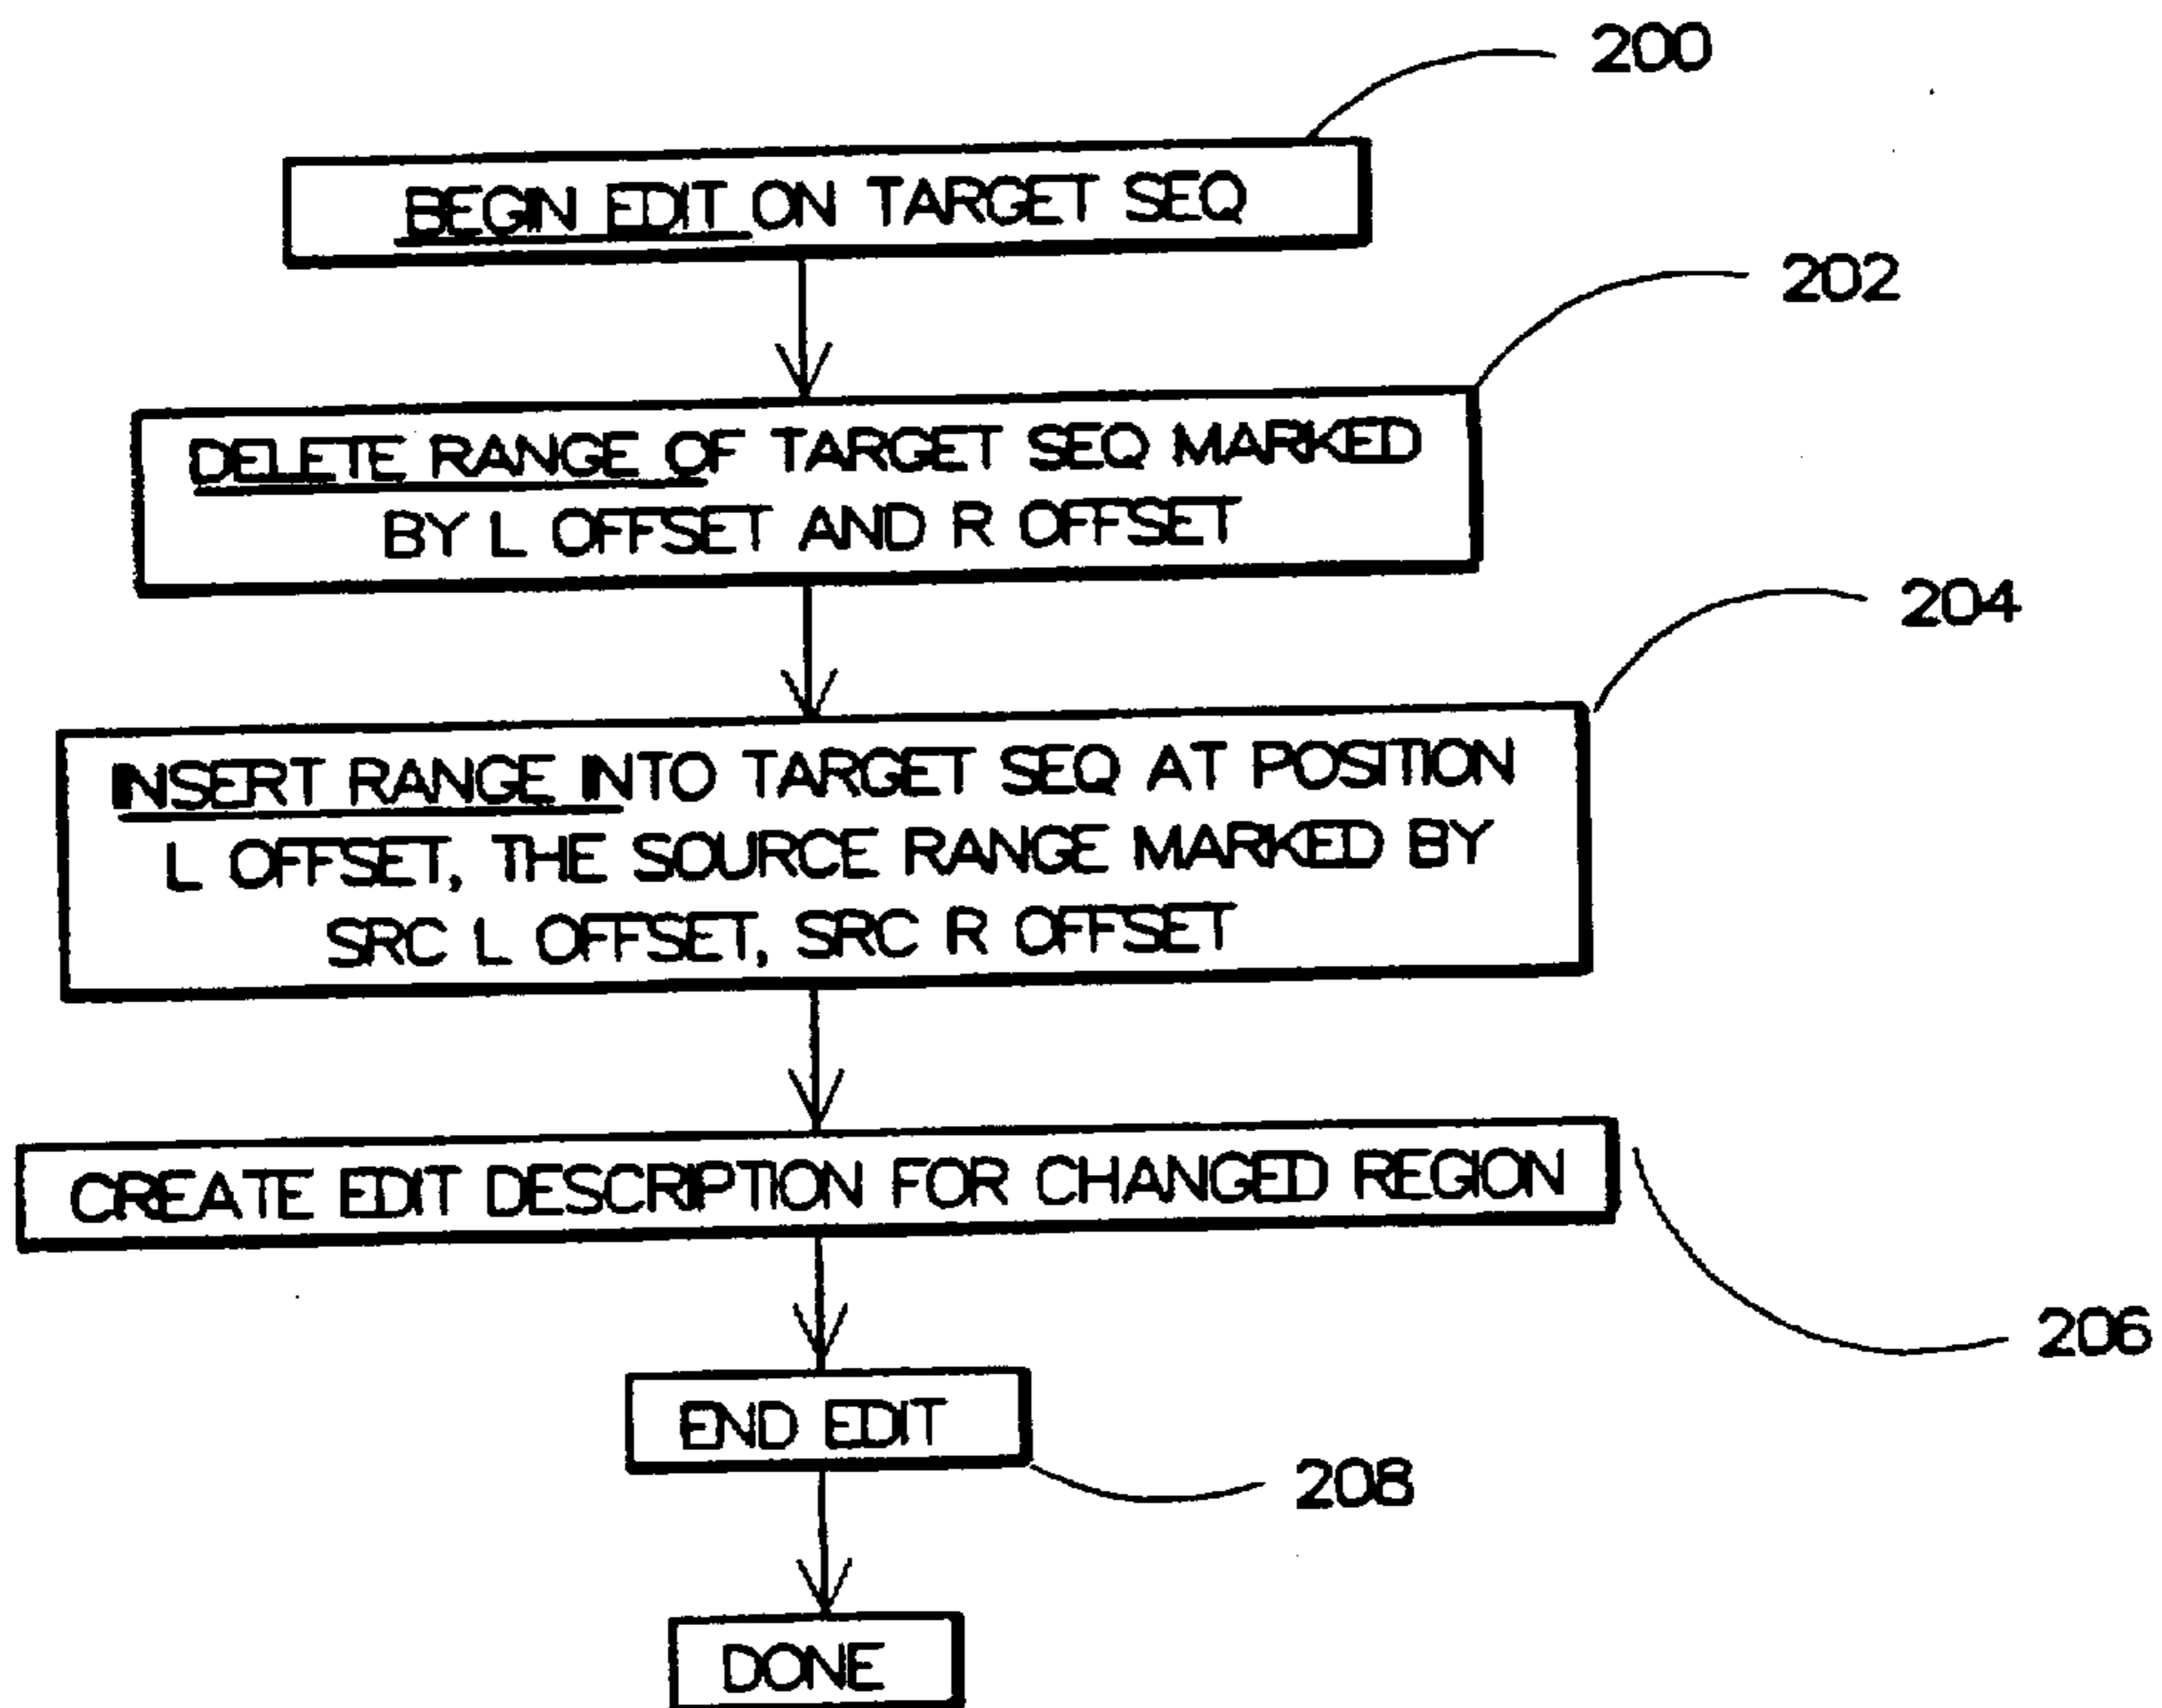 200
BEGIN EDIT ON TARGET SEQ
202
DELETE RANGE OF TARGET SEQ MARKED
BY L OFFSET AND R OFFSET
204
INSERT RANGE INTO TARGET SEQ AT POSITION
L OFFSET, THE SOURCE RANGE MARKED BY
SRC L OFFSET, SRC R OFFSET
CREATE EDIT DESCRIPTION FOR CHANGED REGION
206
END EDIT
208
DONE